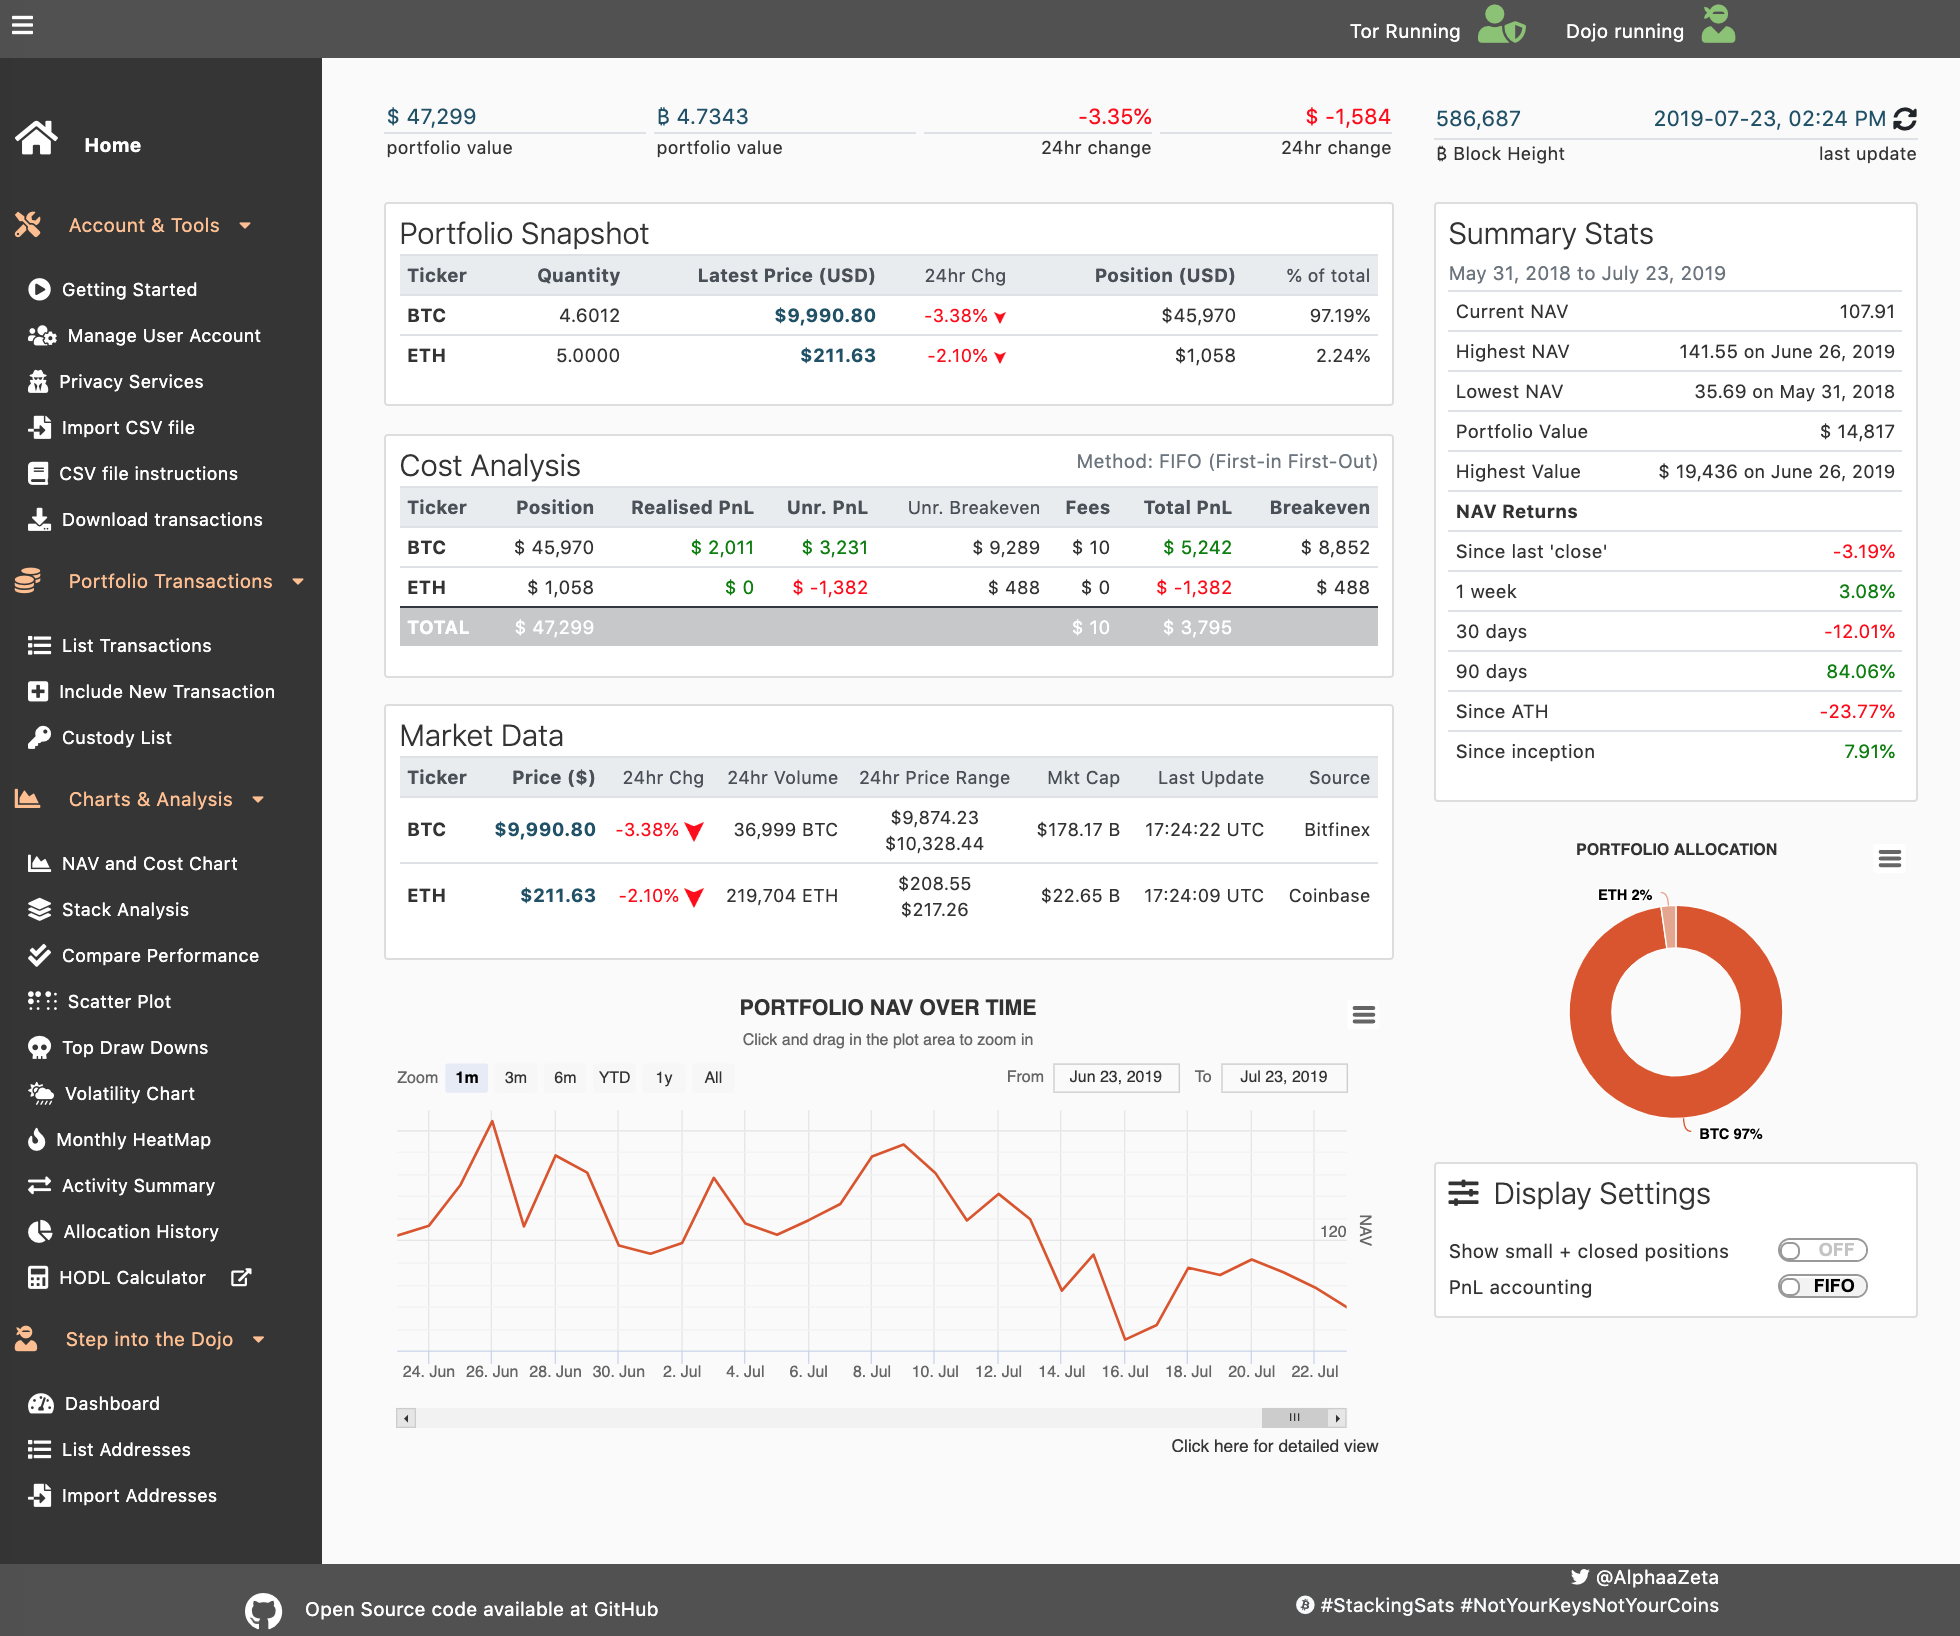 Tor Running
Dojo running
Home
Account & Tools
Getting Started
Manage User Account
Privacy Services
Import CSV file
CSV file instructions
Download transactions
Portfolio Transactions
List Transactions
Include New Transaction
Custody List
Charts & Analysis
NAV and Cost Chart
Stack Analysis
Compare Performance
Scatter Plot
Top Draw Downs
Volatility Chart
Monthly HeatMap
Activity Summary
Allocation History
HODL Calculator
Step into the Dojo
Dashboard
List Addresses
Import Addresses
$ 47,299 ₿ 4.7343 -3.35% $ -1,584
portfolio value portfolio value 24hr change 24hr change
586,687 2019-07-23, 02:24 PM
₿ Block Height last update
Portfolio Snapshot
Ticker Quantity Latest Price (USD) 24hr Chg Position (USD) % of total
BTC 4.6012 $9,990.80 -3.38% $45,970 97.19%
ETH 5.0000 $211.63 -2.10% $1,058 2.24%
Cost Analysis Method: FIFO (First-in First-Out)
Ticker Position Realised PnL Unr. PnL Unr. Breakeven Fees Total PnL Breakeven
BTC $ 45,970 $ 2,011 $ 3,231 $ 9,289 $ 10 $ 5,242 $ 8,852
ETH $ 1,058 $ 0 $ -1,382 $ 488 $ 0 $ -1,382 $ 488
TOTAL $ 47,299 $ 10 $ 3,795
Market Data
Ticker Price ($) 24hr Chg 24hr Volume 24hr Price Range Mkt Cap Last Update Source
BTC $9,990.80 -3.38% 36,999 BTC $9,874.23 $178.17 B 17:24:22 UTC Bitfinex
$10,328.44
ETH $211.63 -2.10% 219,704 ETH $208.55 $22.65 B 17:24:09 UTC Coinbase
$217.26
PORTFOLIO NAV OVER TIME
Click and drag in the plot area to zoom in
Zoom 1m 3m 6m YTD 1y All From Jun 23, 2019 To Jul 23, 2019
120
NAV
24. Jun 26. Jun 28. Jun 30. Jun 2. Jul 4. Jul 6. Jul 8. Jul 10. Jul 12. Jul 14. Jul 16. Jul 18. Jul 20. Jul 22. Jul
Click here for detailed view
Summary Stats
May 31, 2018 to July 23, 2019
Current NAV 107.91
Highest NAV 141.55 on June 26, 2019
Lowest NAV 35.69 on May 31, 2018
Portfolio Value $ 14,817
Highest Value $ 19,436 on June 26, 2019
NAV Returns
Since last 'close' -3.19%
1 week 3.08%
30 days -12.01%
90 days 84.06%
Since ATH -23.77%
Since inception 7.91%
PORTFOLIO ALLOCATION
ETH 2%
BTC 97%
Display Settings
Show small + closed positions OFF
PnL accounting FIFO
Open Source code available at GitHub
@AlphaaZeta
#StackingSats #NotYourKeysNotYourCoins